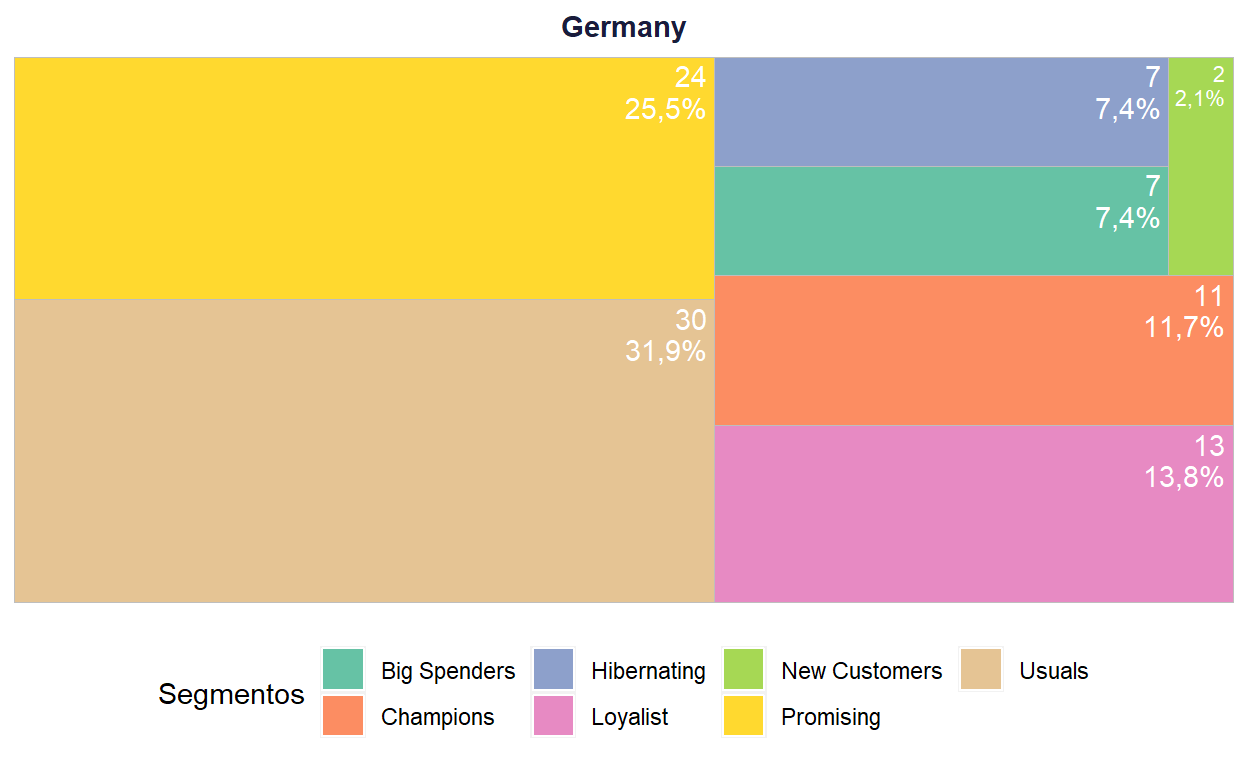 Germany
24
25,5%
7
7,4%
2
2,1%
7
7,4%
11
11,7%
30
31,9%
13
13,8%
Segmentos
Big Spenders
Hibernating
New Customers
Usuals
Champions
Loyalist
Promising